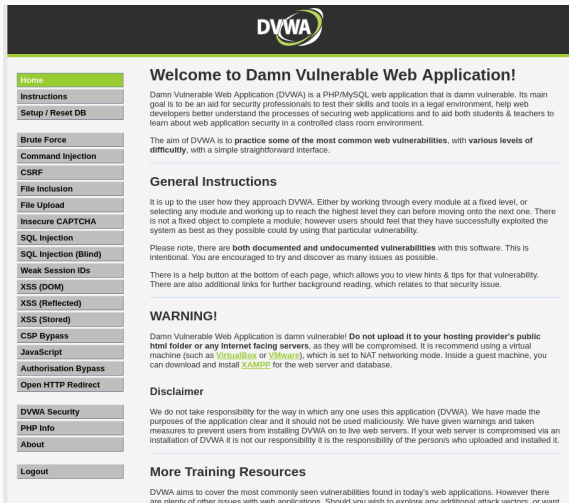 DVWA
Home
Instructions
Setup / Reset DB
Brute Force
Command Injection
CSRF
File Inclusion
File Upload
Insecure CAPTCHA
SQL Injection
SQL Injection (Blind)
Weak Session IDs
XSS (DOM)
XSS (Reflected)
XSS (Stored)
CSP Bypass
JavaScript
Authorisation Bypass
Open HTTP Redirect
DVWA Security
PHP Info
About
Logout
Welcome to Damn Vulnerable Web Application!
Damn Vulnerable Web Application (DVWA) is a PHP/MySQL web application that is damn vulnerable. Its main
goal is to be an aid for security professionals to test their skills and tools in a legal environment, help web
developers better understand the processes of securing web applications and to aid both students & teachers to
learn about web application security in a controlled class room environment.
The aim of DVWA is to practice some of the most common web vulnerabilities, with various levels of
difficultly, with a simple straightforward interface.
General Instructions
It is up to the user how they approach DVWA. Either by working through every module at a fixed level, or
selecting any module and working up to reach the highest level they can before moving onto the next one. There
is not a fixed object to complete a module; however users should feel that they have successfully exploited the
system as best as they possible could by using that particular vulnerability.
Please note, there are both documented and undocumented vulnerabilities with this software. This is
intentional. You are encouraged to try and discover as many issues as possible.
There is a help button at the bottom of each page, which allows you to view hints & tips for that vulnerability.
There are also additional links for further background reading, which relates to that security issue.
WARNING!
Damn Vulnerable Web Application is damn vulnerable! Do not upload it to your hosting provider's public
html folder or any Internet facing servers, as they will be compromised. It is recommend using a virtual
machine (such as VirtualBox or VMware), which is set to NAT networking mode. Inside a guest machine, you
can download and install XAMPP for the web server and database.
Disclaimer
We do not take responsibility for the way in which any one uses this application (DVWA). We have made the
purposes of the application clear and it should not be used maliciously. We have given warnings and taken
measures to prevent users from installing DVWA on to live web servers. If your web server is compromised via an
installation of DVWA it is not our responsibility it is the responsibility of the person/s who uploaded and installed it.
More Training Resources
DVWA aims to cover the most commonly seen vulnerabilities found in today's web applications. However there
are plenty of other issues with web applications. Should you wish to explore any additional attack vectors, or want